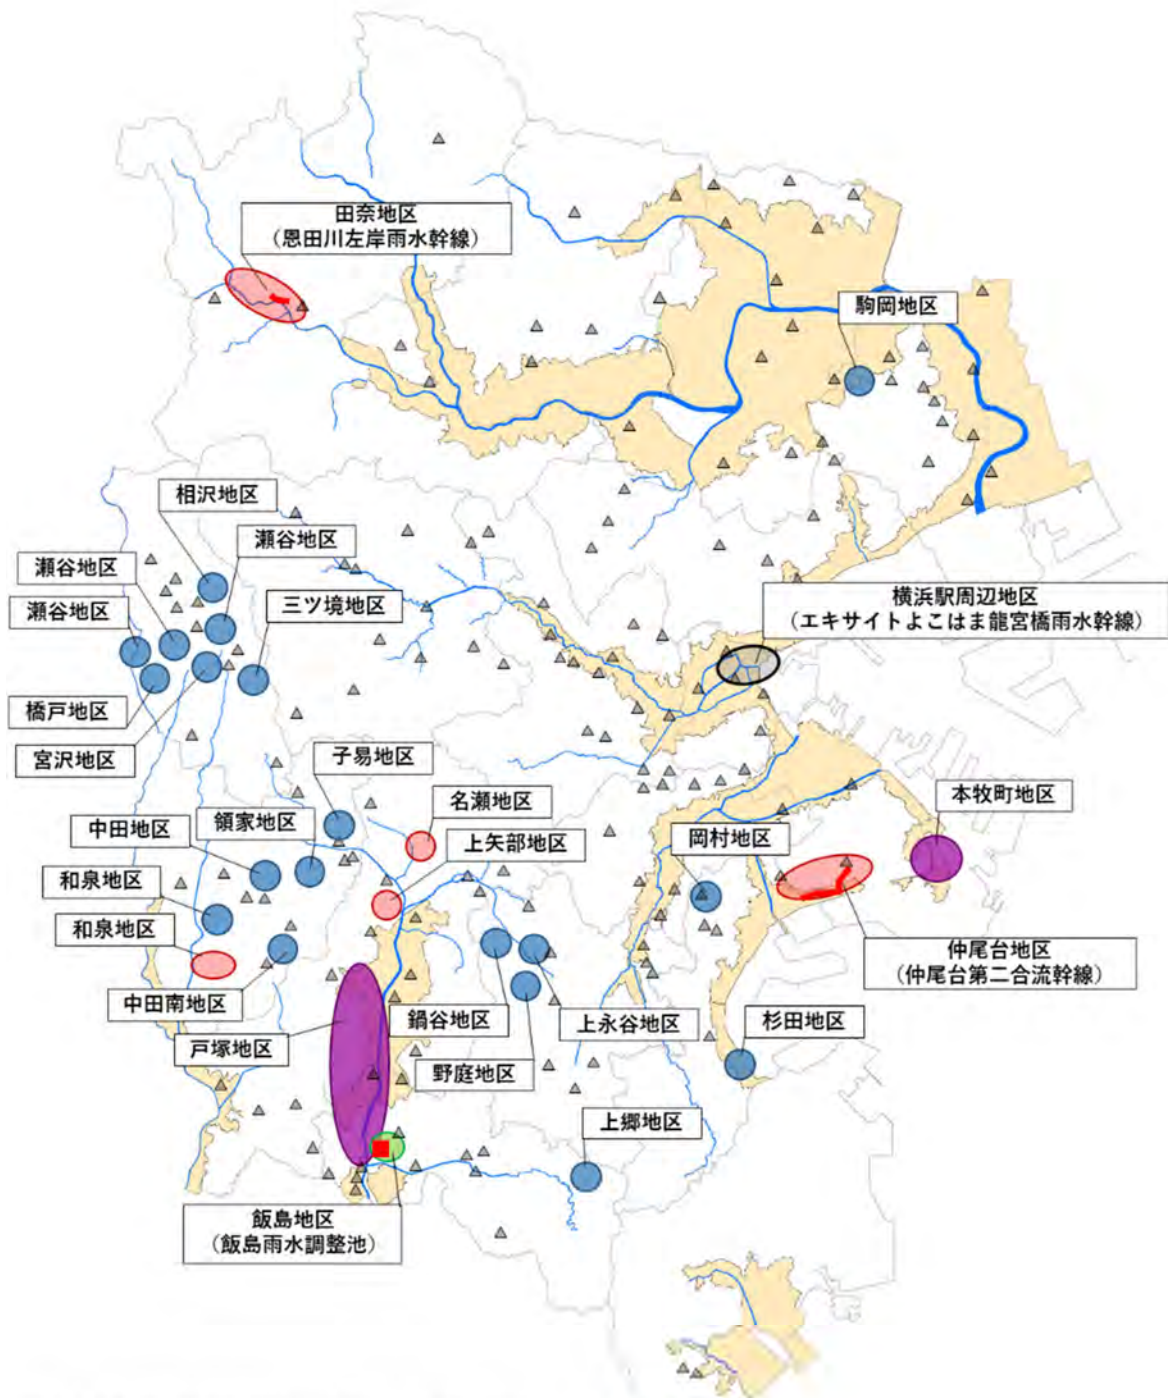 田奈地区
（恩田川左岸雨水幹線）
駒岡地区
相沢地区
瀬谷地区
瀬谷地区
瀬谷地区
三ツ境地区
横浜駅周辺地区
（エキサイトよこはま龍宮橋雨水幹線）
橋戸地区
宮沢地区
子易地区
名瀬地区
本牧町地区
中田地区
領家地区
上矢部地区
岡村地区
和泉地区
和泉地区
仲尾台地区
（仲尾台第二合流幹線）
中田南地区
鍋谷地区
上永谷地区
杉田地区
戸塚地区
野庭地区
上郷地区
飯島地区
（飯島雨水調整池）